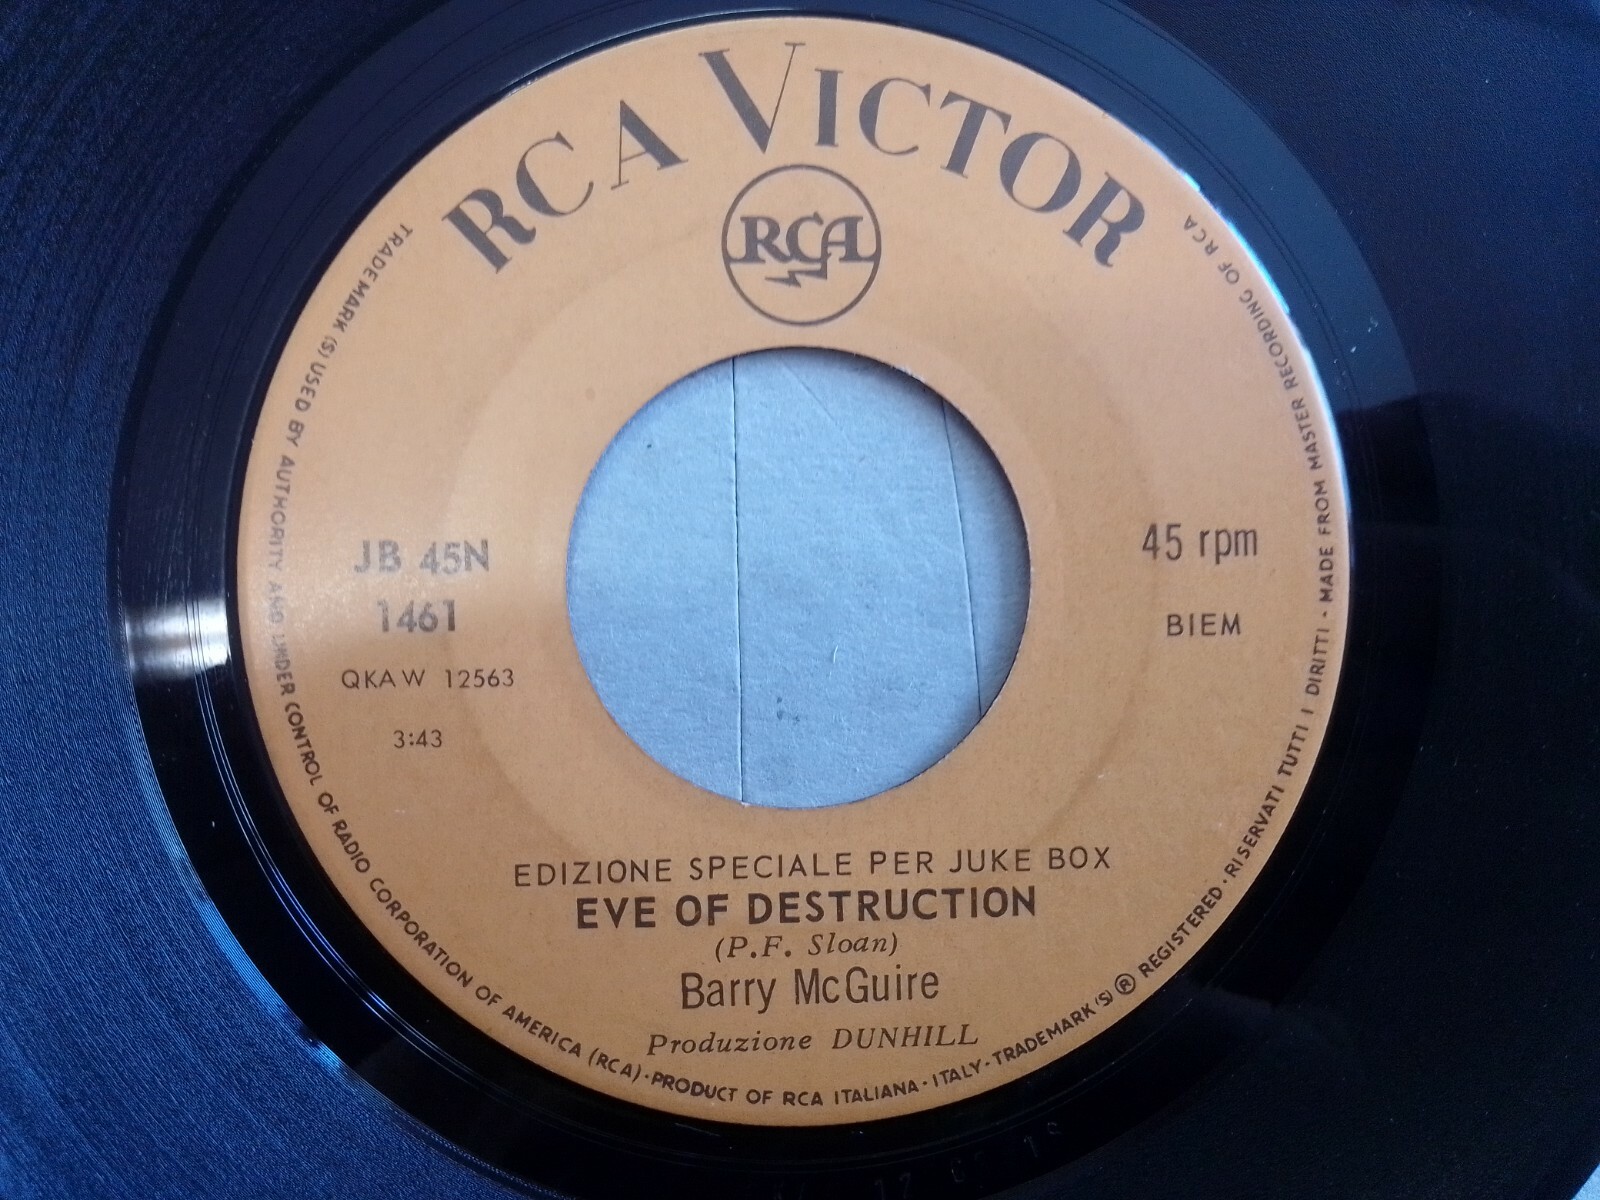 RCA VICTOR
RCA
JB 45N
1461
QKAW 12563
3:43
45 rpm
BIEM
EDIZIONE SPECIALE PER JUKE BOX
EVE OF DESTRUCTION
(P.F. Sloan)
Barry McGuire
Produzione DUNHILL
TRADEMARK (S) USED BY AUTHORITY AND UNDER CONTROL OF RADIO CORPORATION OF AMERICA (RCA) · PRODUCT OF RCA ITALIANA · ITALY · TRADEMARK (S) ® REGISTERED · RISERVATI TUTTI I DIRITTI - MADE FROM MASTER RECORDING OF RCA